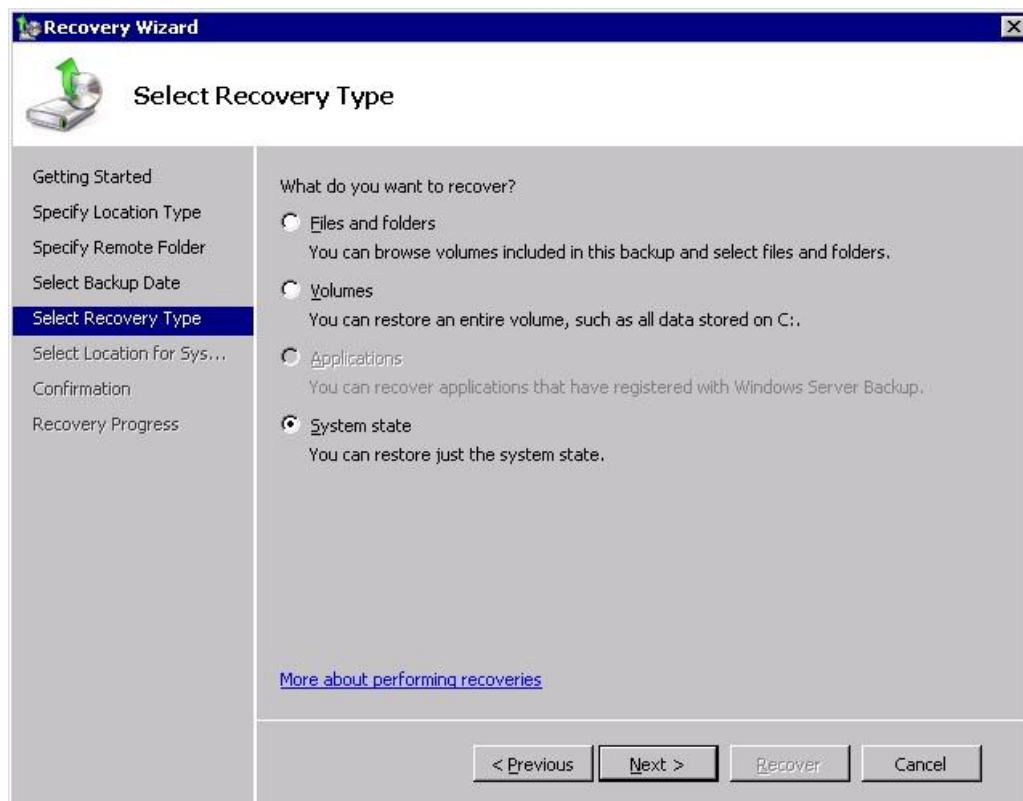 Recovery Wizard
Select Recovery Type
Getting Started
Specify Location Type
Specify Remote Folder
Select Backup Date
Select Recovery Type
Select Location for Sys...
Confirmation
Recovery Progress
What do you want to recover?
Files and folders
You can browse volumes included in this backup and select files and folders.
Volumes
You can restore an entire volume, such as all data stored on C:.
Applications
You can recover applications that have registered with Windows Server Backup.
System state
You can restore just the system state.
More about performing recoveries
< Previous
Next >
Recover
Cancel